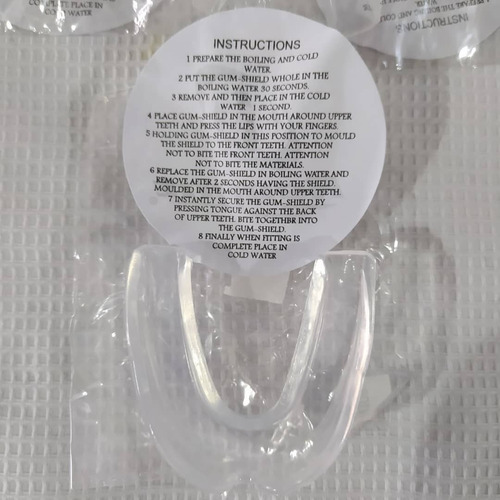 INSTRUCTIONS
1 PREPARE THE BOILING AND COLD
WATER
2 PUT THE GUM-SHIELD WHOLE IN THE
BOILING WATER 30 SECONDS.
3 REMOVE AND THEN PLACE IN THE COLD
WATER 1 SECOND.
4 PLACE GUM-SHIELD IN THE MOUTH AROUND UPPER
TEETH AND PRESS THE LIPS WITH YOUR FINGERS.
5 HOLDING GUM-SHIELD IN THIS POSITION TO MOULD
THE SHIELD TO THE FRONT TEETH. ATTENTION
NOT TO BITE THE FRONT TEETH. ATTENTION
NOT TO BITE THE MATERIALS.
6 REPLACE THE GUM-SHIELD IN BOILING WATER AND
REMOVE AFTER 2 SECONDS HAVING THE SHIELD.
MOULDED IN THE MOUTH AROUND UPPER TEETH.
7 INSTANTLY SECURE THE GUM-SHIELD BY
PRESSING TONGUE AGAINST THE BACK
OF UPPER TEETH. BITE TOGETHBR INTO
THE GUM-SHIELD.
8 FINALLY WHEN FITTING IS
COMPLETE PLACE IN
COLD WATER
COMPLETE PLACE IN
COLD WATER
INSTRUCTIONS